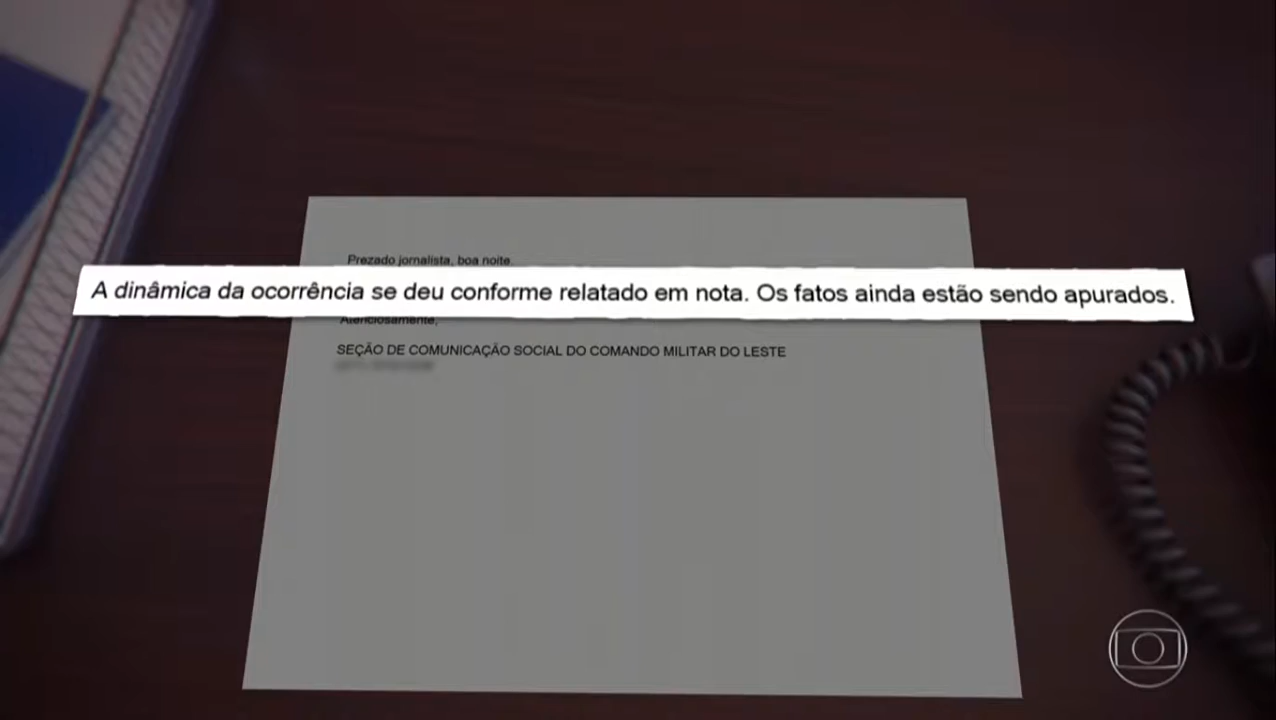 Prezado jornalista, boa noite.
A dinâmica da ocorrência se deu conforme relatado em nota. Os fatos ainda estão sendo apurados.
Atenciosamente,
SEÇÃO DE COMUNICAÇÃO SOCIAL DO COMANDO MILITAR DO LESTE